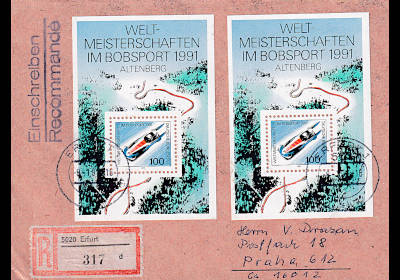 Einschreiben
Recommandé
WELT-
MEISTERSCHAFTEN
IM BOBSPORT 1991
ALTENBERG
100
WELT-
MEISTERSCHAFTEN
IM BOBSPORT 1991
ALTENBERG
100
R
5020 Erfurt
317 d
Herrn V.
Postfach 18
Praha 612
16012